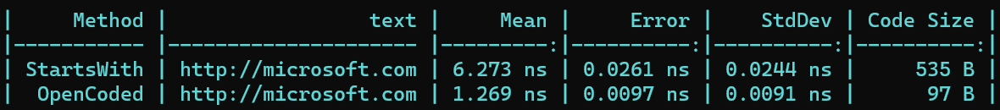 |     Method |                text |     Mean |     Error |    StdDev | Code Size |
|----------- |-------------------- |---------:|----------:|----------:|----------:|
| StartsWith | http://microsoft.com | 6.273 ns | 0.0261 ns | 0.0244 ns |     535 B |
|  OpenCoded | http://microsoft.com | 1.269 ns | 0.0097 ns | 0.0091 ns |      97 B |